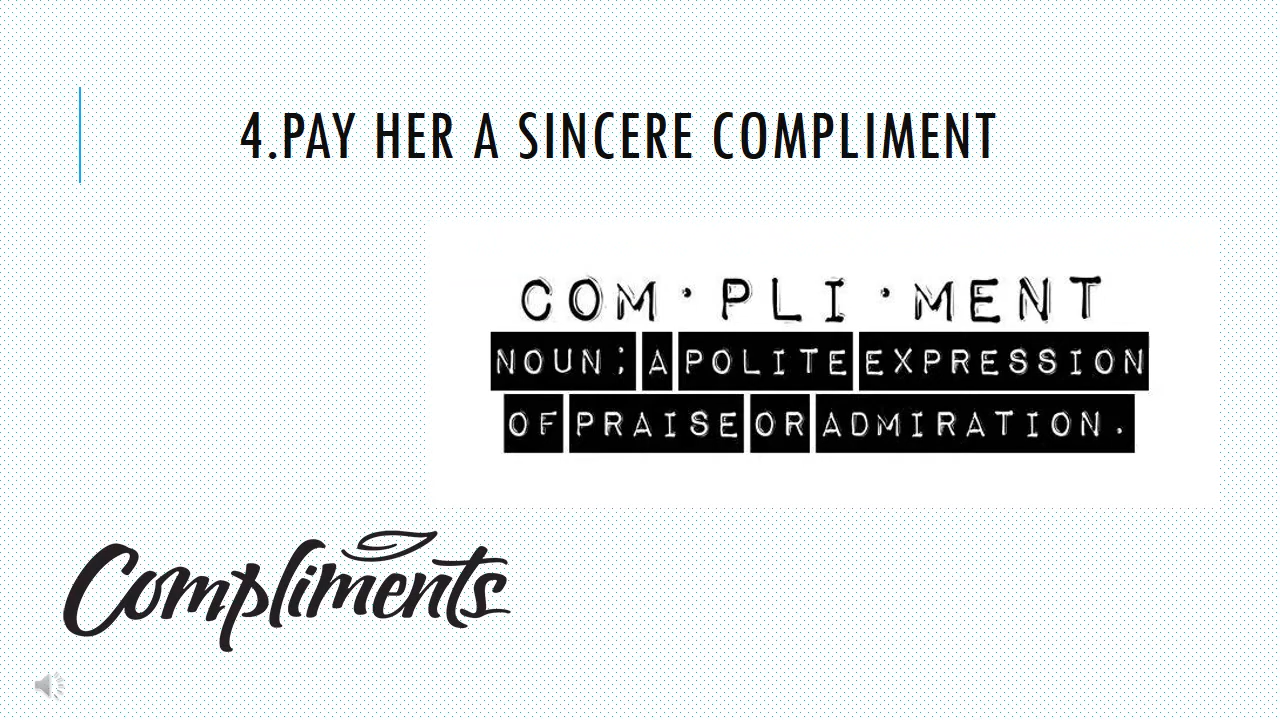 4.PAY HER A SINCERE COMPLIMENT
COM·PLI·MENT
NOUN; A POLITE EXPRESSION
OF PRAISE OR ADMIRATION.
Compliments